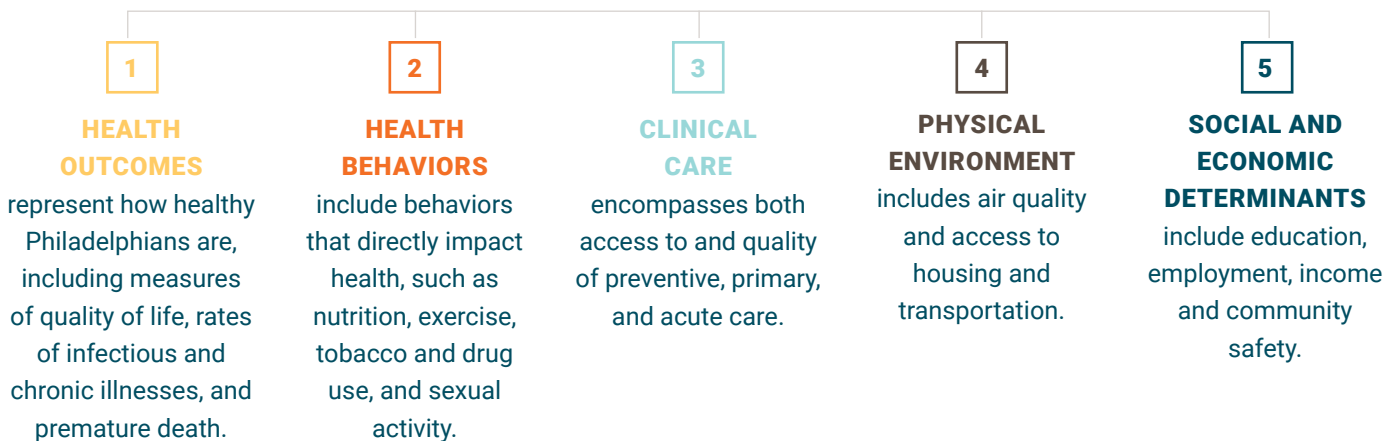 1
HEALTH
OUTCOMES
represent how healthy
Philadelphians are,
including measures
of quality of life, rates
of infectious and
chronic illnesses, and
premature death.
2
HEALTH
BEHAVIORS
include behaviors
that directly impact
health, such as
nutrition, exercise,
tobacco and drug
use, and sexual
activity.
3
CLINICAL
CARE
encompasses both
access to and quality
of preventive, primary,
and acute care.
4
PHYSICAL
ENVIRONMENT
includes air quality
and access to
housing and
transportation.
5
SOCIAL AND
ECONOMIC
DETERMINANTS
include education,
employment, income
and community
safety.